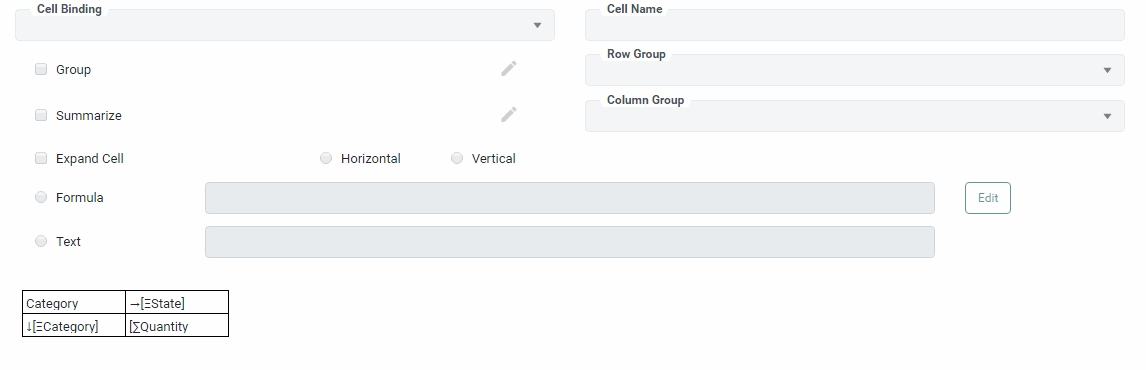 Cell Binding
Cell Name
Group
Row Group
Summarize
Column Group
Expand Cell Horizontal Vertical
Formula Edit
Text
Category →[ΞState]
↓[ΞCategory] [∑Quantity